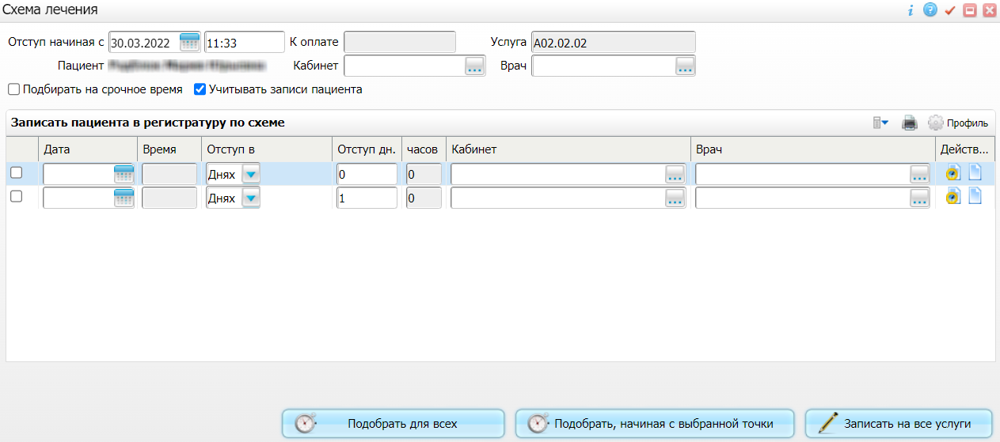 Схема лечения
Отступ начиная с 30.03.2022 11:33 К оплате Услуга A02.02.02
Пациент Кабинет ... Врач ...
Подбирать на срочное время Учитывать записи пациента
Записать пациента в регистратуру по схеме Профиль
Дата Время Отступ в Отступ дн. часов Кабинет Врач Действ...
Днях 0 0 ... ...
Днях 1 0 ... ...
Подобрать для всех Подобрать, начиная с выбранной точки Записать на все услуги